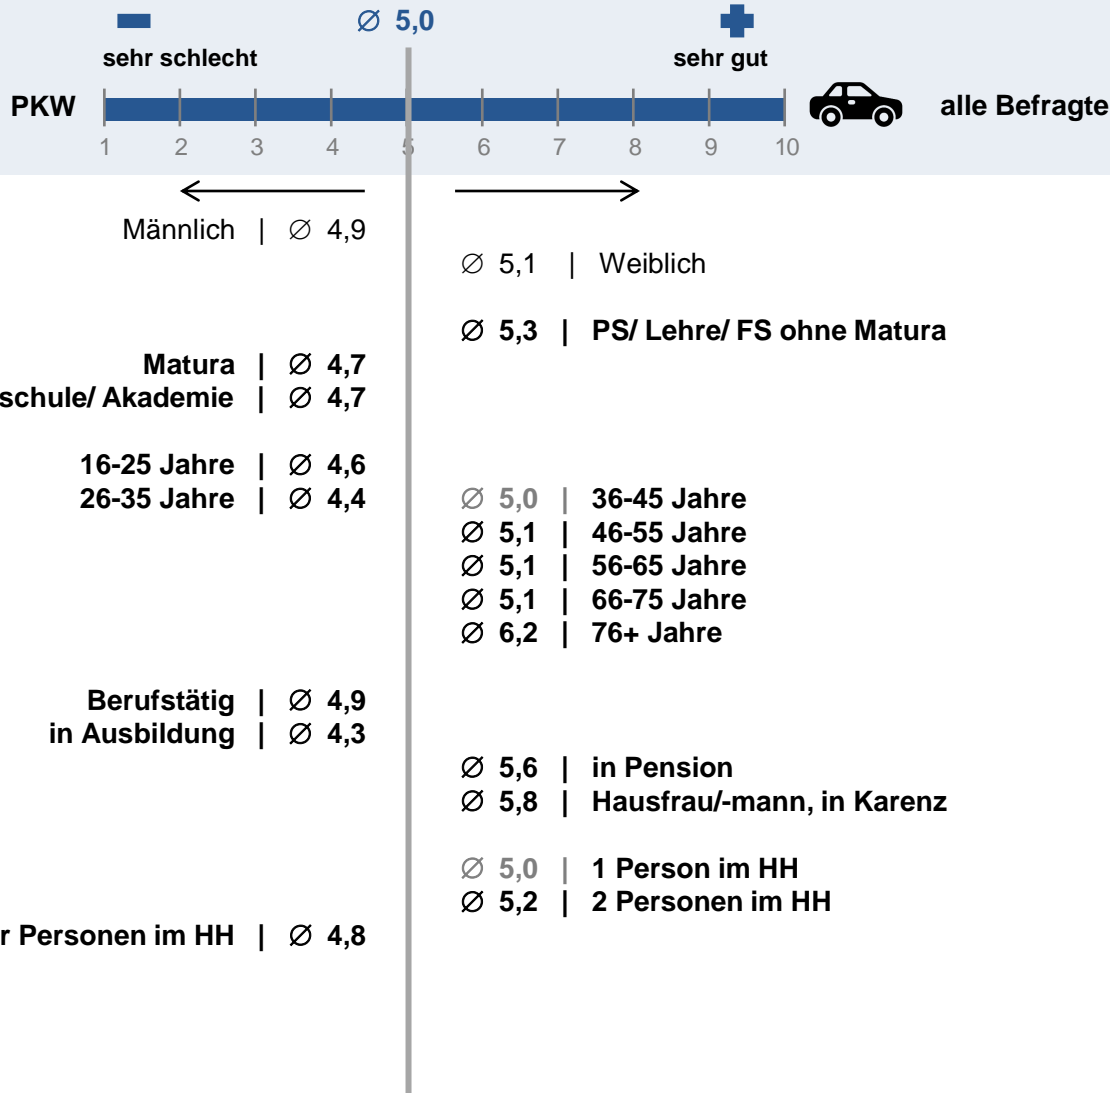 Ø 5,0
sehr schlecht sehr gut
PKW alle Befragte
1 2 3 4 5 6 7 8 9 10
Männlich | Ø 4,9
Ø 5,1 | Weiblich
Ø 5,3 | PS/ Lehre/ FS ohne Matura
Matura | Ø 4,7
schule/ Akademie | Ø 4,7
16-25 Jahre | Ø 4,6
26-35 Jahre | Ø 4,4 Ø 5,0 | 36-45 Jahre
Ø 5,1 | 46-55 Jahre
Ø 5,1 | 56-65 Jahre
Ø 5,1 | 66-75 Jahre
Ø 6,2 | 76+ Jahre
Berufstätig | Ø 4,9
in Ausbildung | Ø 4,3
Ø 5,6 | in Pension
Ø 5,8 | Hausfrau/-mann, in Karenz
Ø 5,0 | 1 Person im HH
Ø 5,2 | 2 Personen im HH
r Personen im HH | Ø 4,8